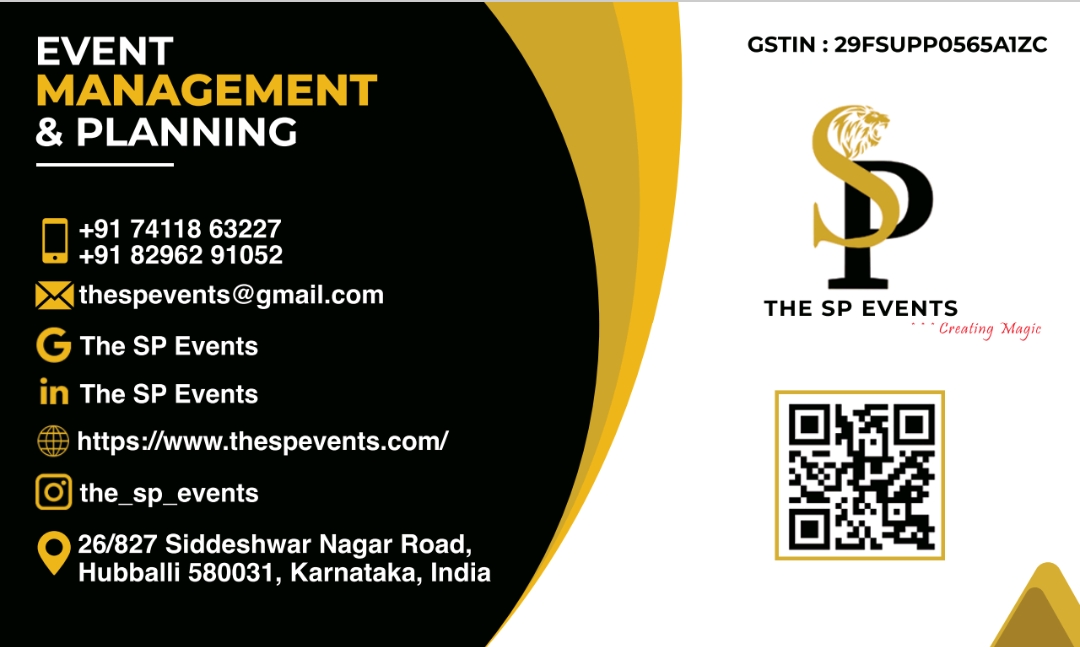 EVENT
MANAGEMENT
& PLANNING
+91 74118 63227
+91 82962 91052
thespevents@gmail.com
The SP Events
in The SP Events
https://www.thespevents.com/
the_sp_events
26/827 Siddeshwar Nagar Road,
Hubballi 580031, Karnataka, India
GSTIN : 29FSUPP0565A1ZC
SP
THE SP EVENTS
... Creating Magic